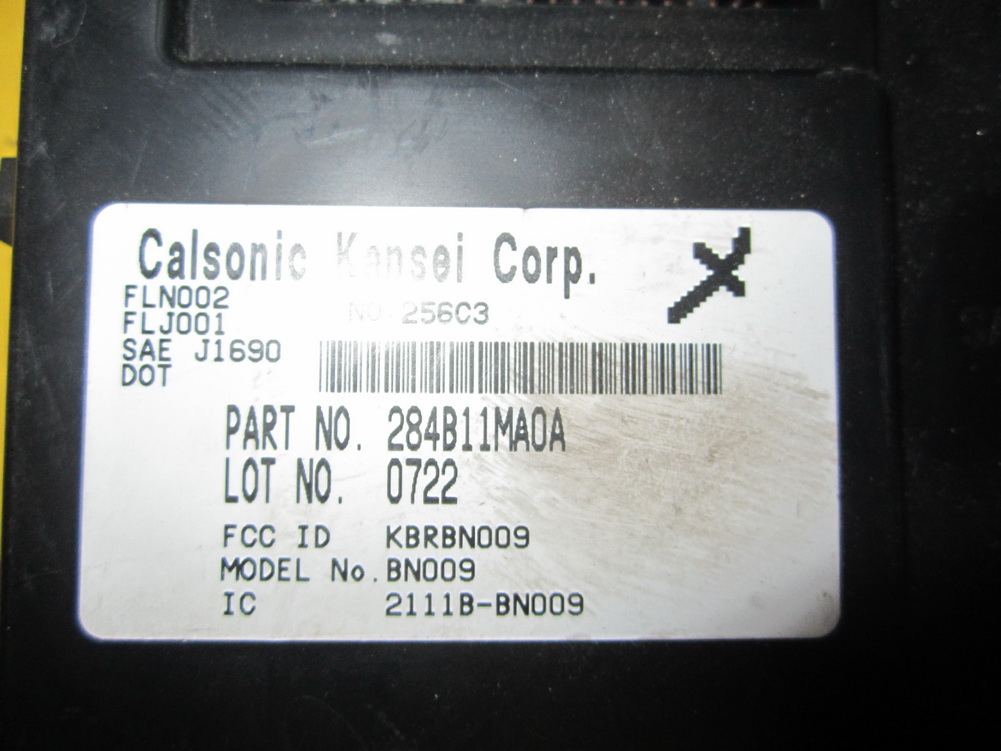 Calsonic Kansei Corp.
FLN002
NO.256C3
FLJ001
SAE J1690
DOT
PART NO. 284B11MA0A
LOT NO. 0722
FCC ID KBRBN009
MODEL No.BN009
IC 2111B-BN009